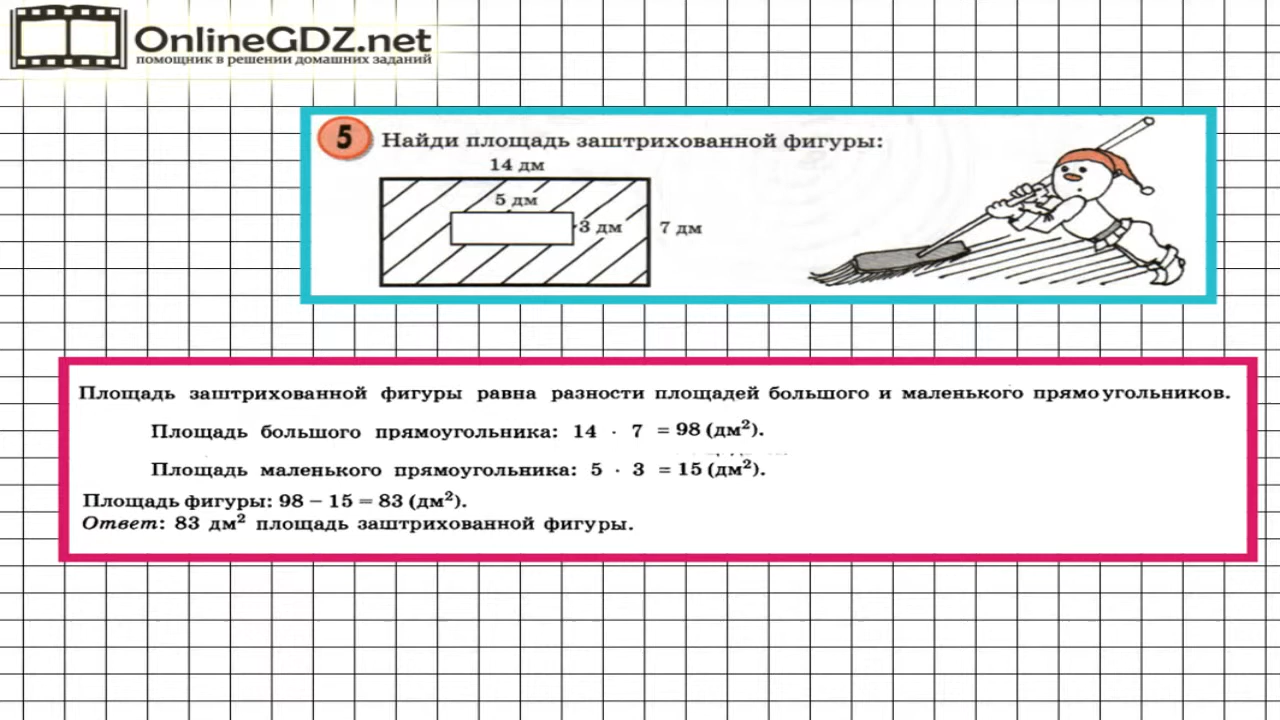 OnlineGDZ.net
помощник в решении домашних заданий
5 Найди площадь заштрихованной фигуры:
14 дм
5 дм
3 дм
7 дм
Площадь заштрихованной фигуры равна разности площадей большого и маленького прямоугольников.
Площадь большого прямоугольника: 14 · 7 = 98 (дм²).
Площадь маленького прямоугольника: 5 · 3 = 15 (дм²).
Площадь фигуры: 98 – 15 = 83 (дм²).
Ответ: 83 дм² площадь заштрихованной фигуры.